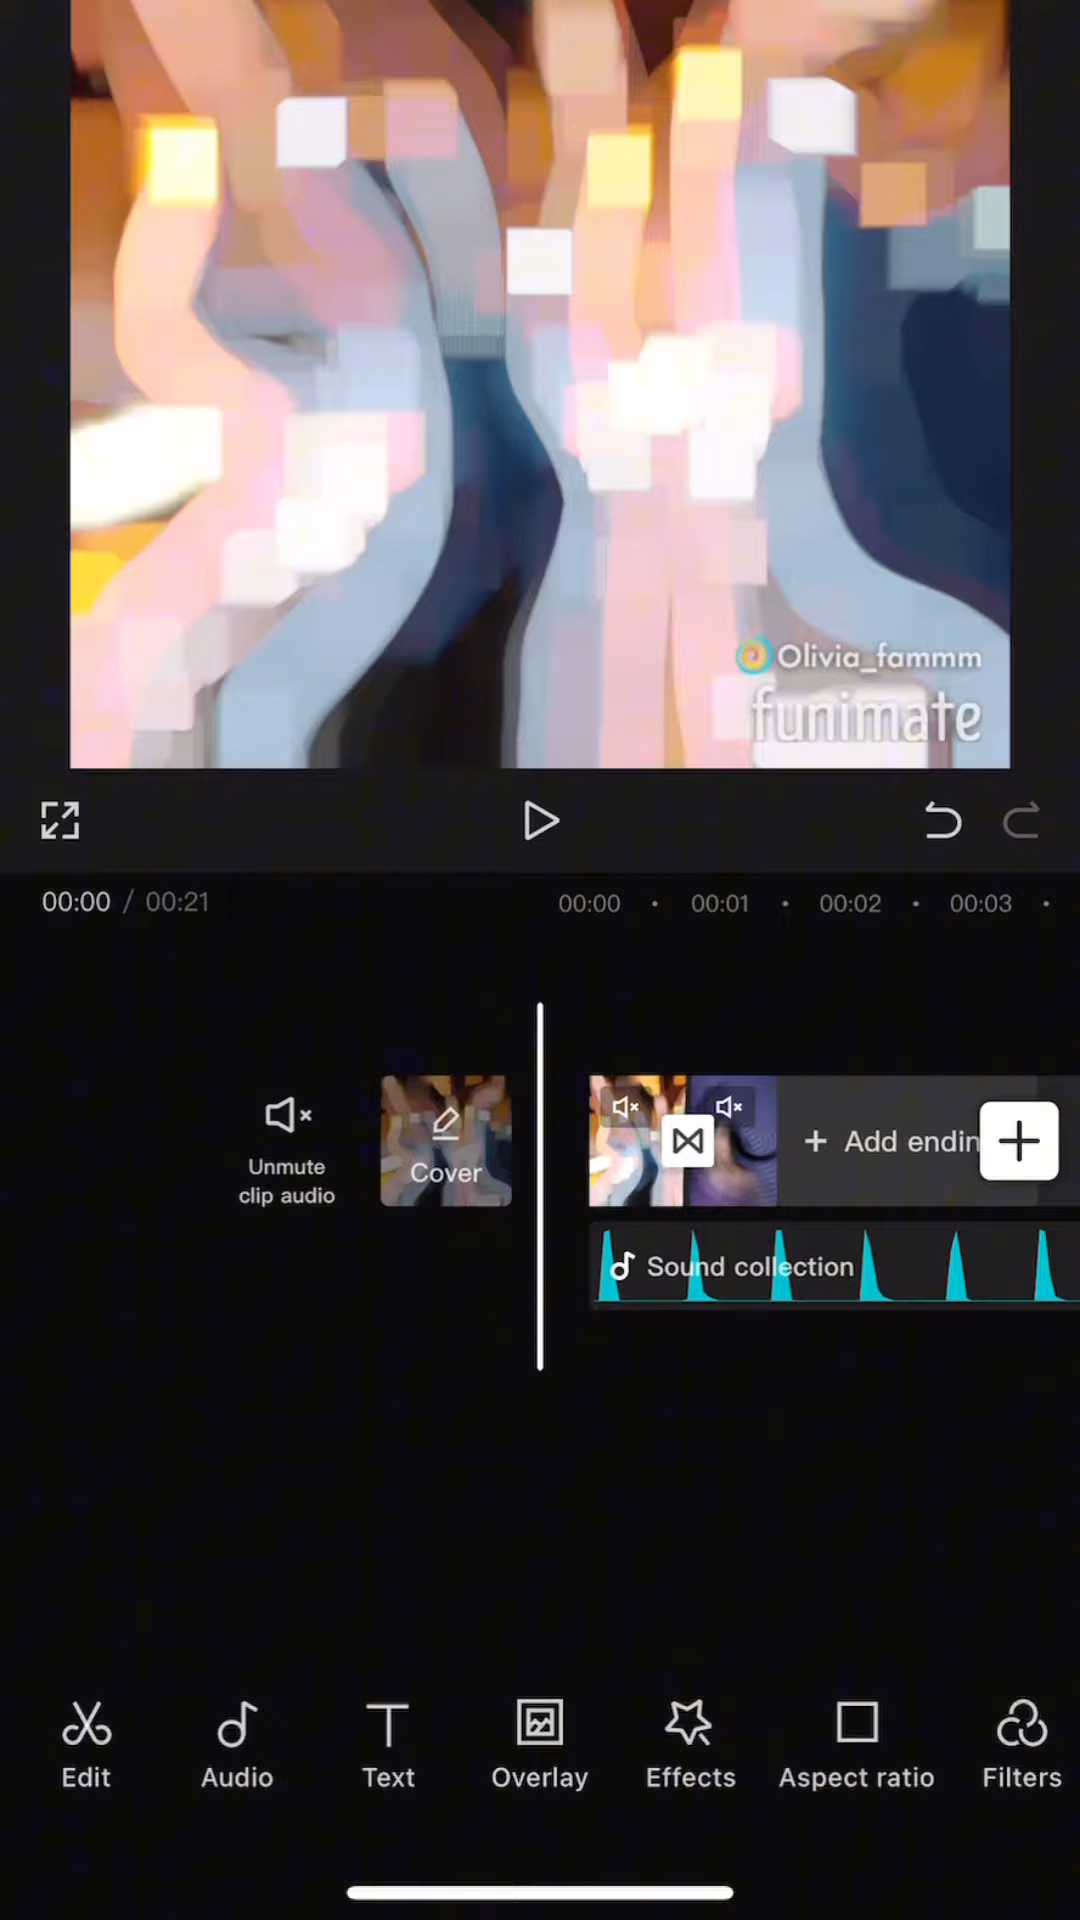 Olivia_fammm
funimate
00:00 / 00:21
00:00 • 00:01 • 00:02 • 00:03 •
Unmute
clip audio
Cover
+ Add endin
Sound collection
Edit Audio Text Overlay Effects Aspect ratio Filters